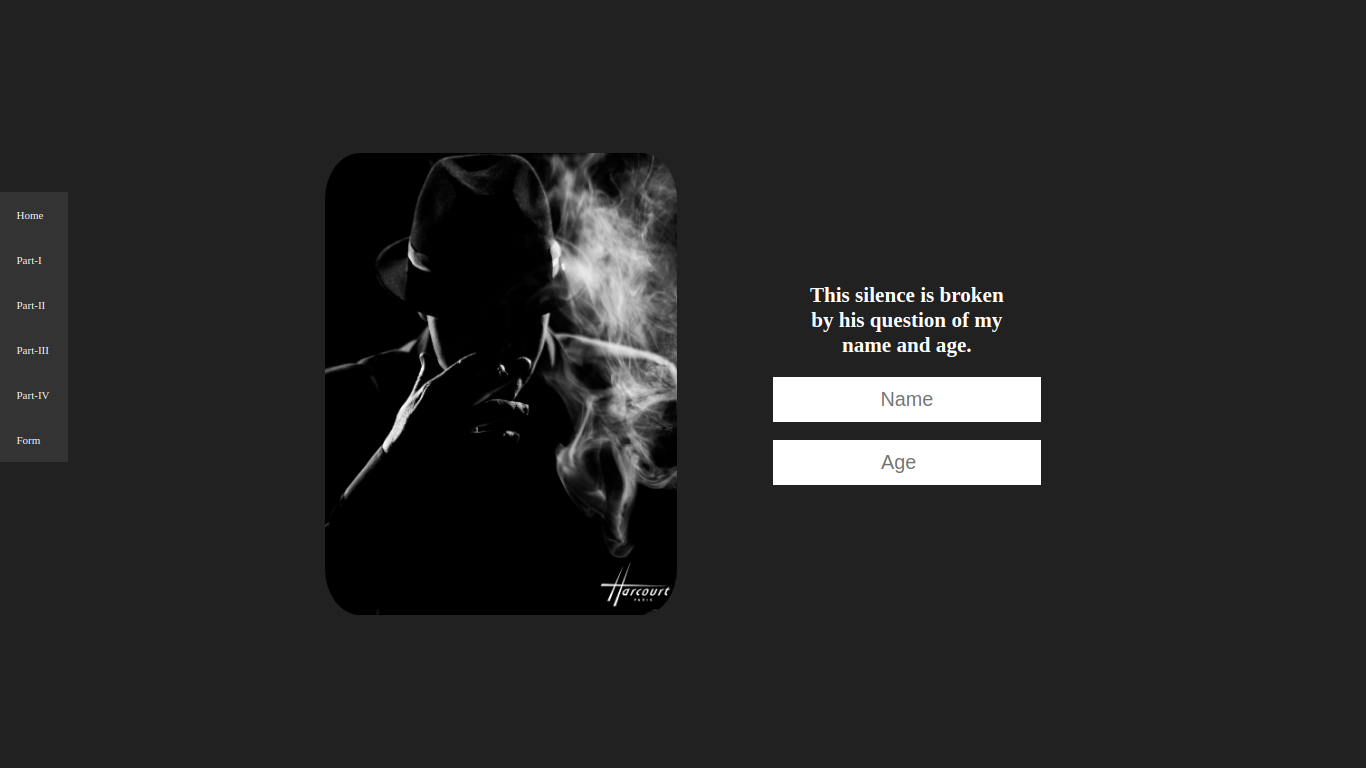 Home
Part-I
Part-II
Part-III
Part-IV
Form
Harcourt
PARIS
This silence is broken
by his question of my
name and age.
Name
Age